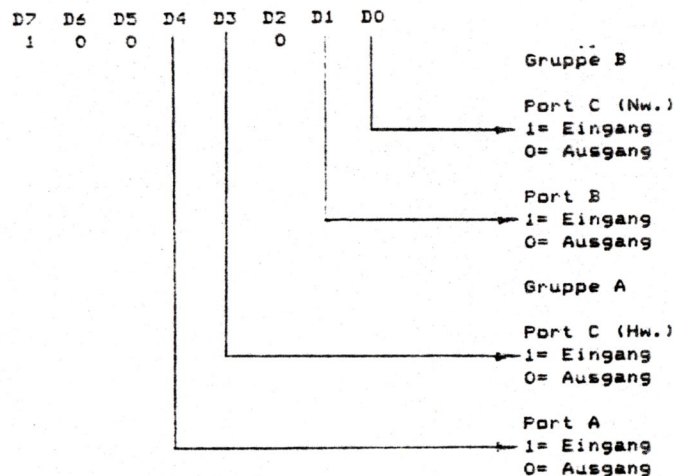 D7 D6 D5 D4 D3 D2 D1 D0
1 0 0 0
Gruppe B
Port C (Nw.)
1= Eingang
0= Ausgang
Port B
1= Eingang
0= Ausgang
Gruppe A
Port C (Hw.)
1= Eingang
0= Ausgang
Port A
1= Eingang
0= Ausgang